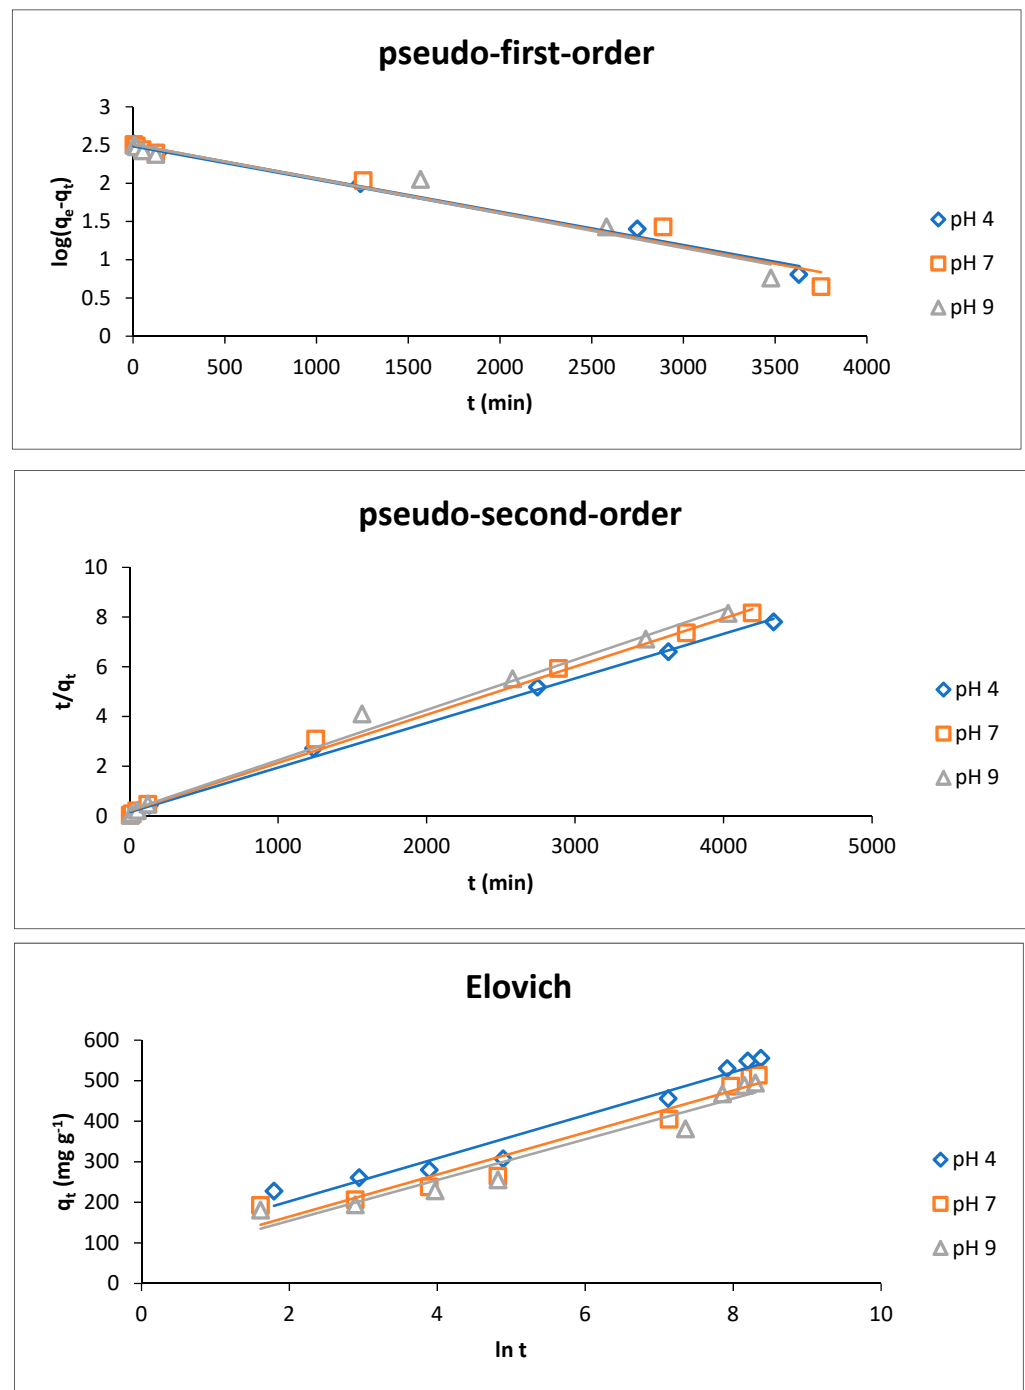 pseudo-first-order
3
2.5
2
1.5
1
0.5
0
log(qe-qt)
0 500 1000 1500 2000 2500 3000 3500 4000
t (min)
pH 4
pH 7
pH 9
pseudo-second-order
10
8
6
4
2
0
t/qt
0 1000 2000 3000 4000 5000
t (min)
pH 4
pH 7
pH 9
Elovich
600
500
400
300
200
100
0
qt (mg g-1)
0 2 4 6 8 10
ln t
pH 4
pH 7
pH 9